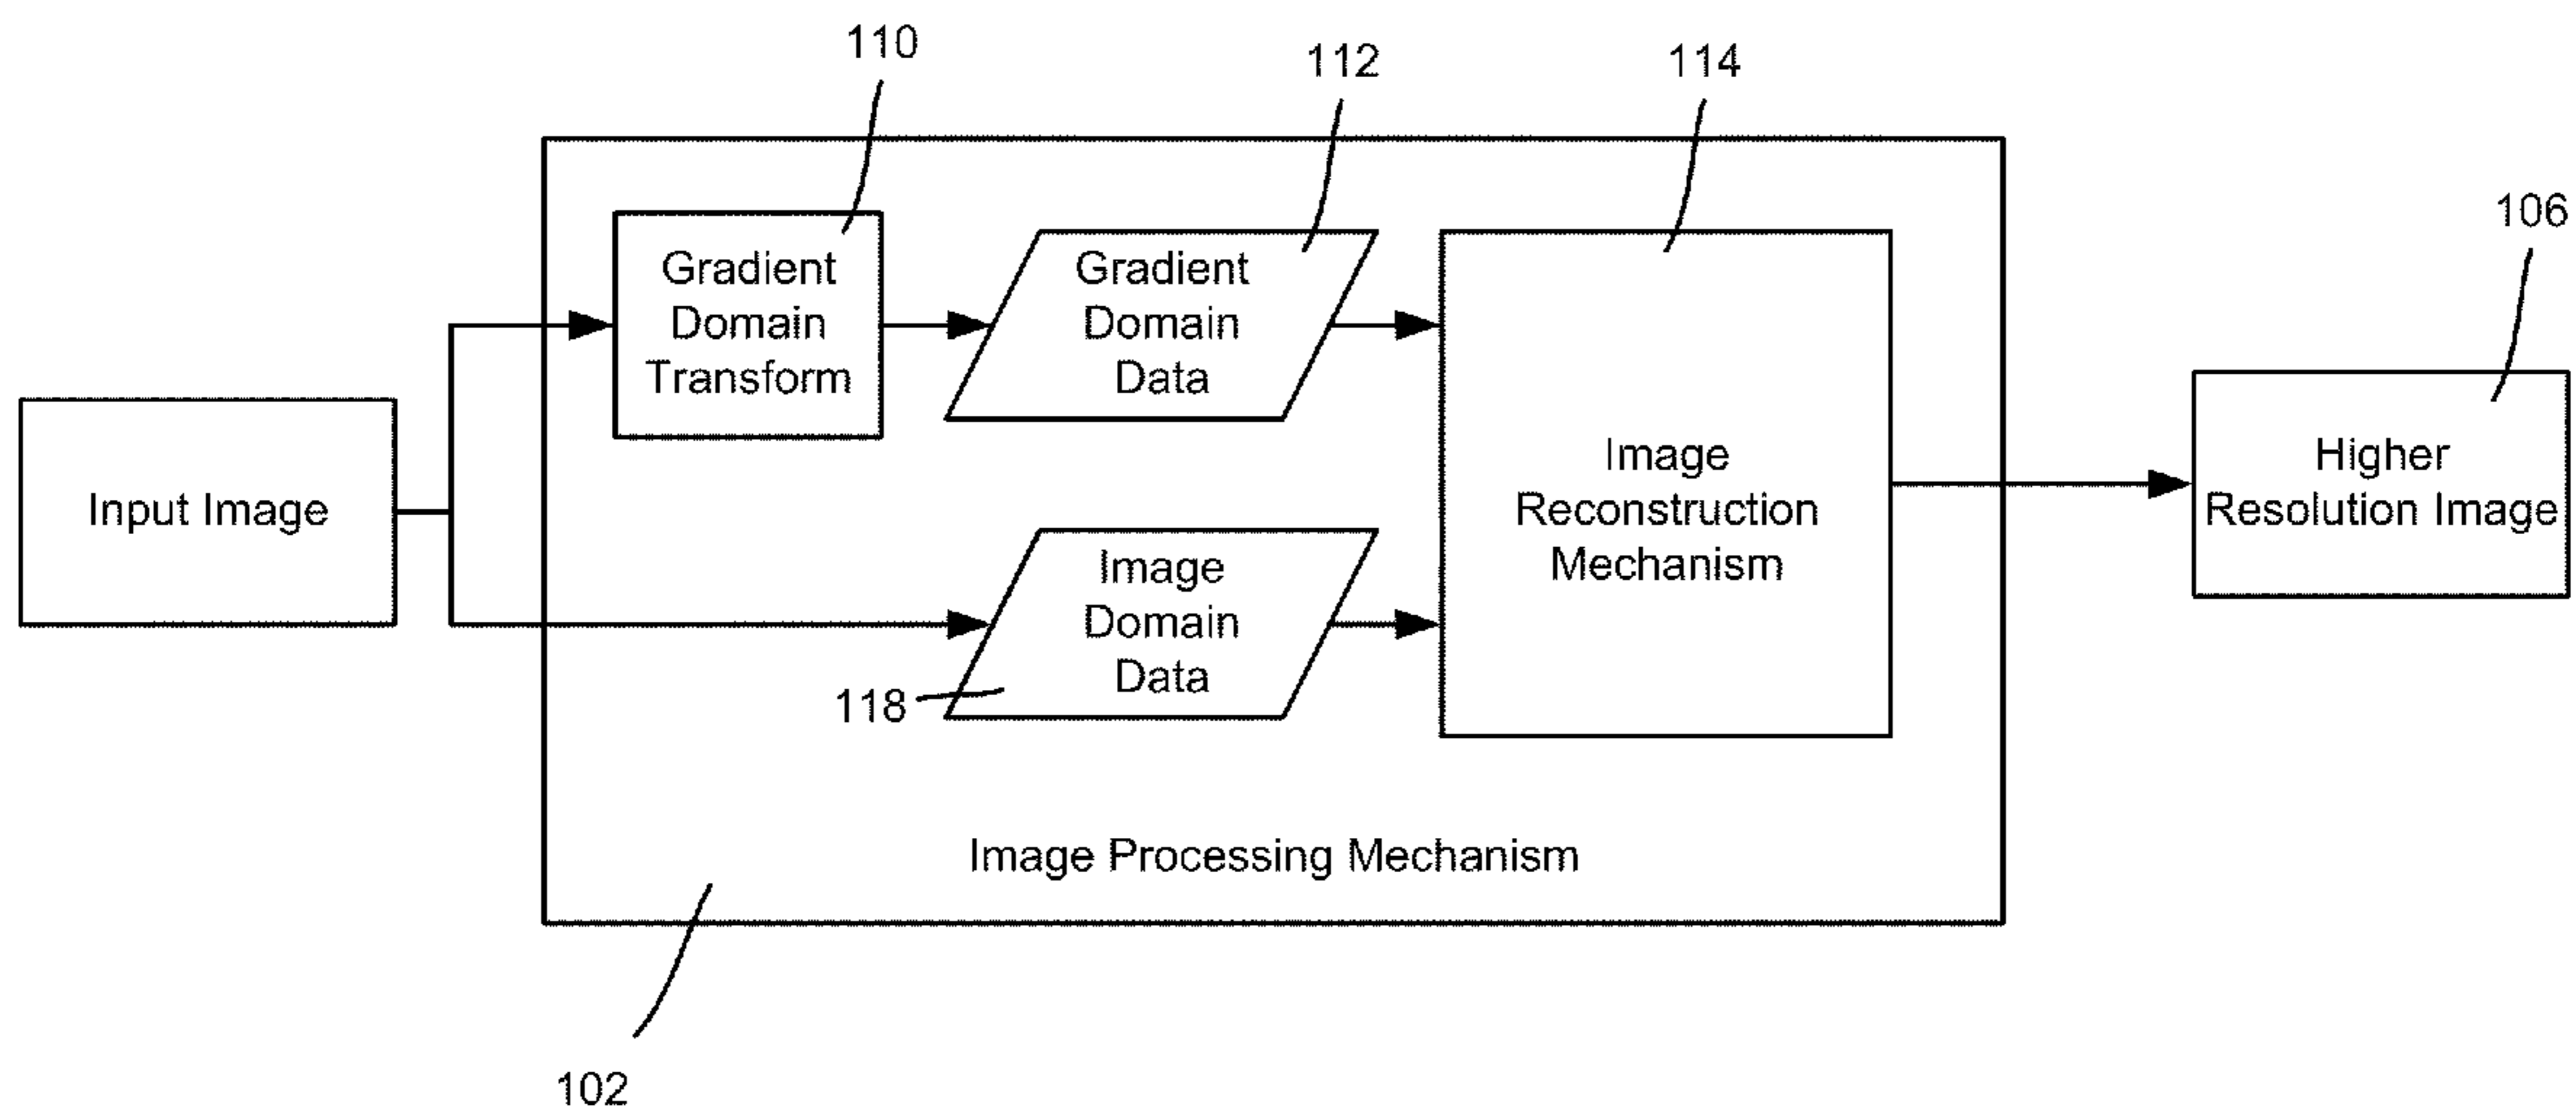 110
112
114
106
Gradient
Domain
Transform
Gradient
Domain
Data
Input Image
Image
Domain
Data
118
Image
Reconstruction
Mechanism
Higher
Resolution Image
Image Processing Mechanism
102